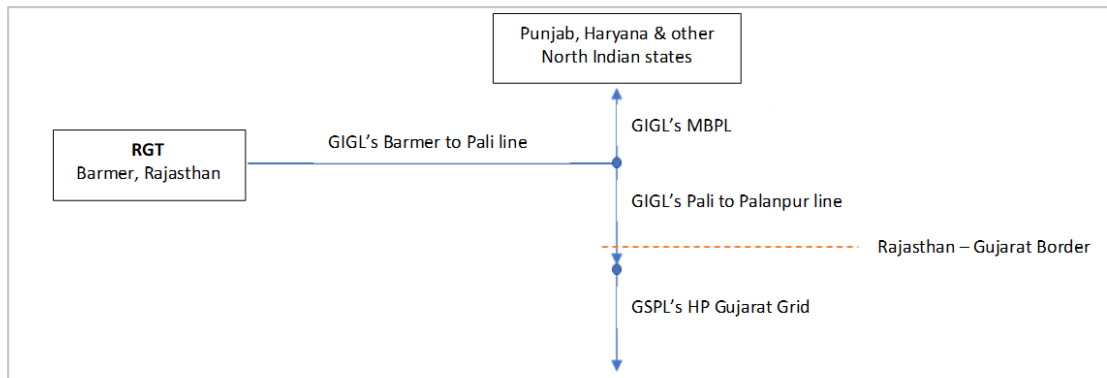 Punjab, Haryana & other
North Indian states
GIGL's MBPL
GIGL's Barmer to Pali line
RGT
Barmer, Rajasthan
GIGL's Pali to Palanpur line
Rajasthan – Gujarat Border
GSPL's HP Gujarat Grid